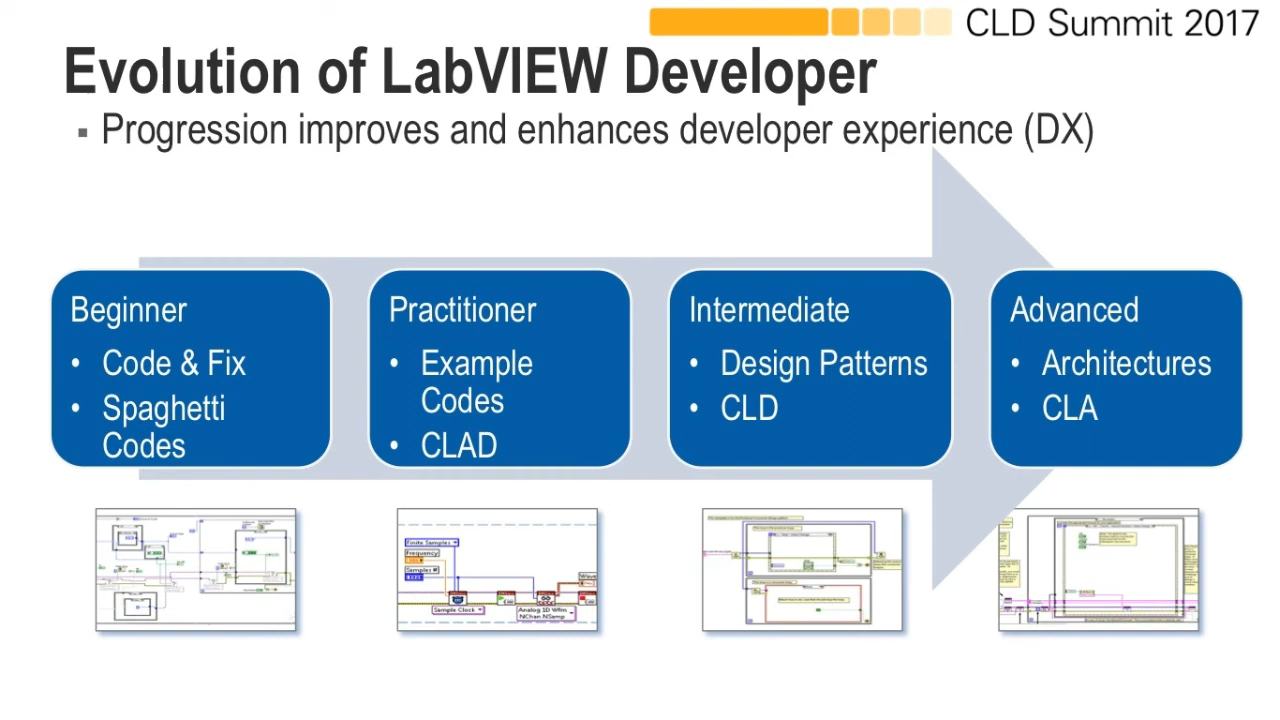 CLD Summit 2017
Evolution of LabVIEW Developer
Progression improves and enhances developer experience (DX)
Beginner
• Code & Fix
• Spaghetti
Codes
Practitioner
• Example
Codes
• CLAD
Intermediate
• Design Patterns
• CLD
Advanced
• Architectures
• CLA
Finite Samples
Frequency
Samples
Sample Clock
Analog 1D Wfm
NChan NSamp
Wave